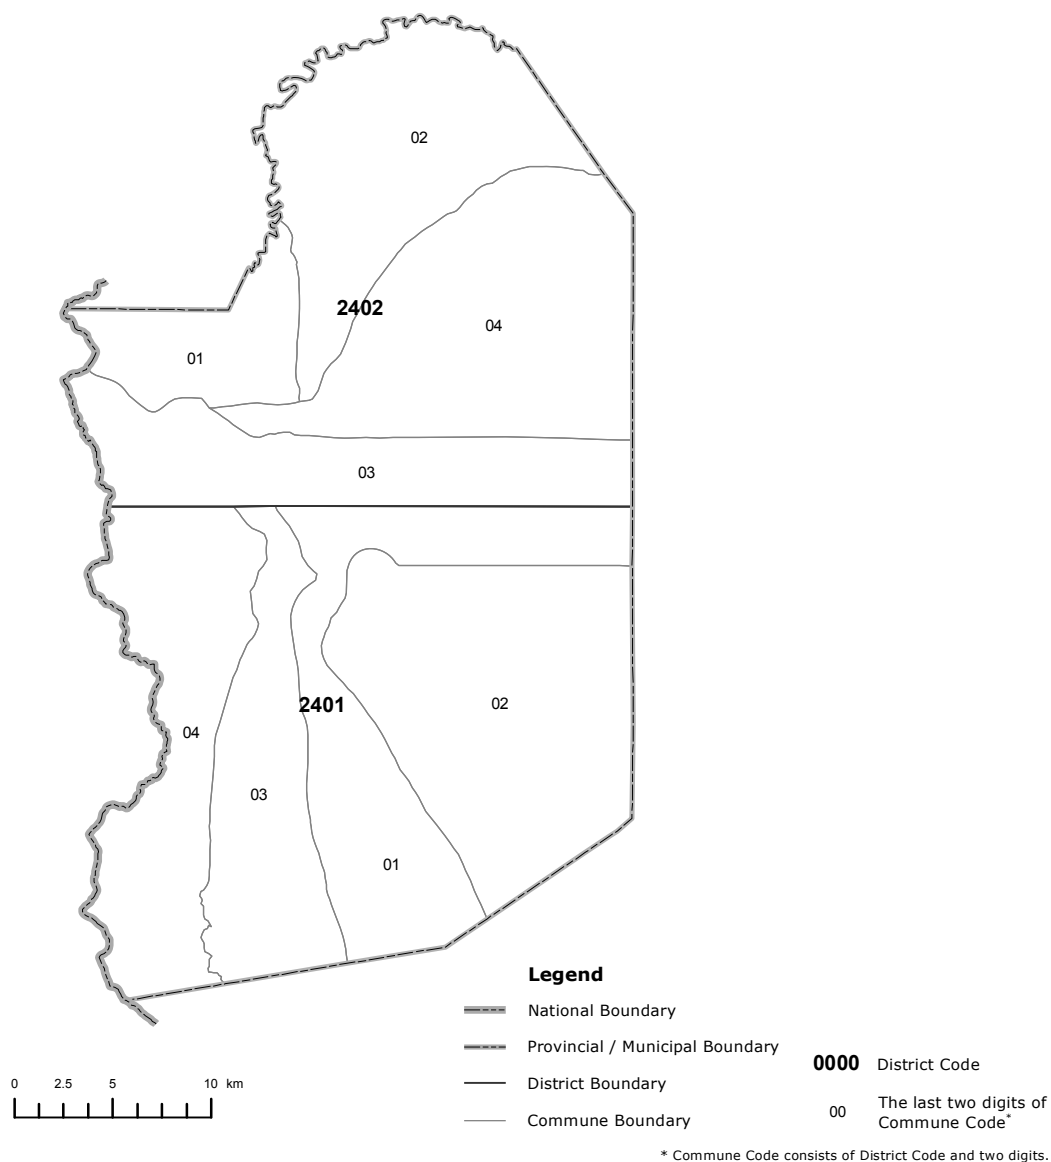 02
2402
04
01
03
2401
02
04
03
01
Legend
National Boundary
Provincial / Municipal Boundary
District Boundary
Commune Boundary
0000 District Code
00 The last two digits of
Commune Code*
0 2.5 5 10 km
* Commune Code consists of District Code and two digits.